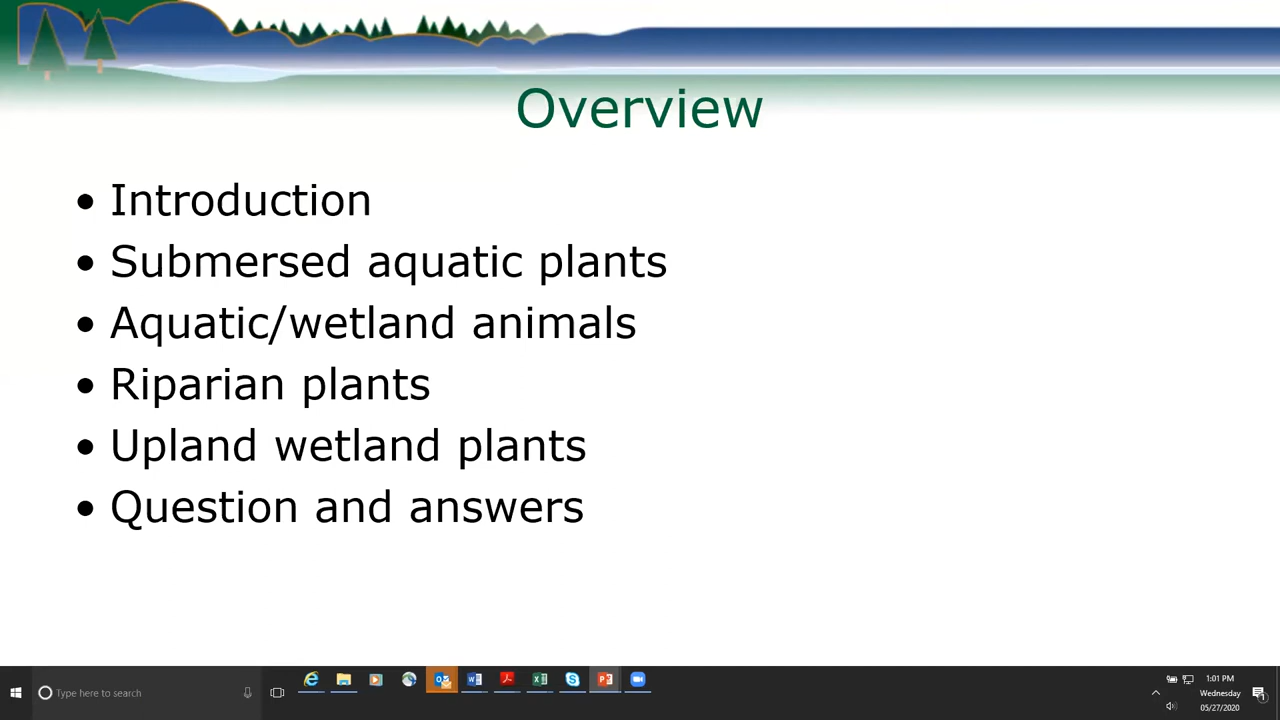 Overview
• Introduction
• Submersed aquatic plants
• Aquatic/wetland animals
• Riparian plants
• Upland wetland plants
• Question and answers
Type here to search
1:01 PM
Wednesday
05/27/2020